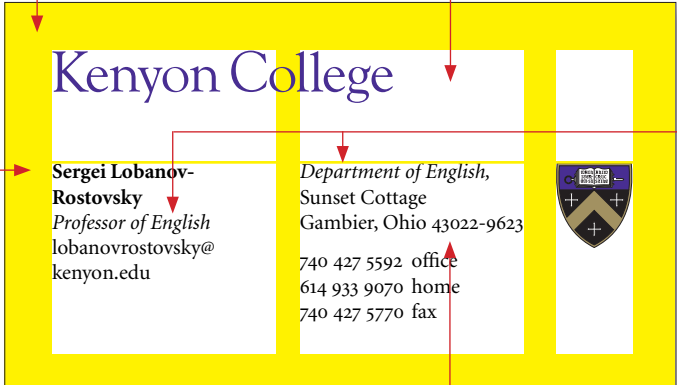 Kenyon College
Sergei Lobanov-
Rostovsky
Professor of English
lobanovrostovsky@
kenyon.edu
Department of English,
Sunset Cottage
Gambier, Ohio 43022-9623
740 427 5592 office
614 933 9070 home
740 427 5770 fax